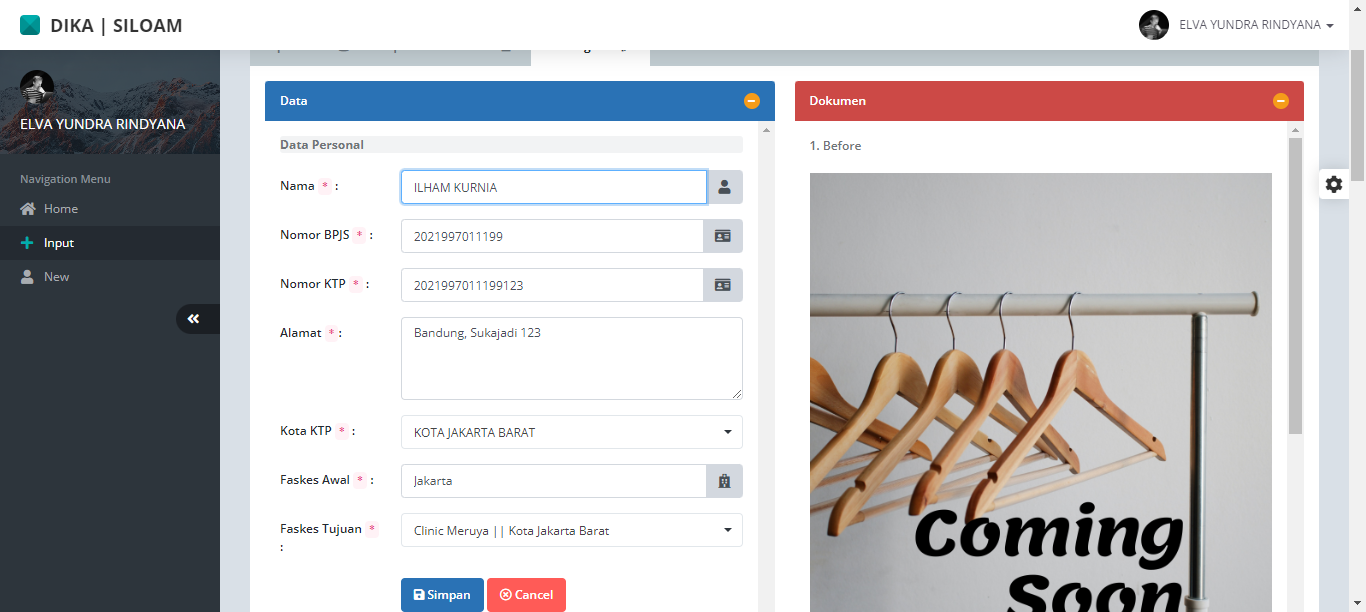 DIKA | SILOAM
ELVA YUNDRA RINDYANA
ELVA YUNDRA RINDYANA
Navigation Menu
Home
Input
New
Data
Data Personal
Nama * :
ILHAM KURNIA
Nomor BPJS * :
2021997011199
Nomor KTP * :
2021997011199123
Alamat * :
Bandung, Sukajadi 123
Kota KTP * :
KOTA JAKARTA BARAT
Faskes Awal * :
Jakarta
Faskes Tujuan *
:
Clinic Meruya || Kota Jakarta Barat
Simpan
Cancel
Dokumen
1. Before
Coming
Soon